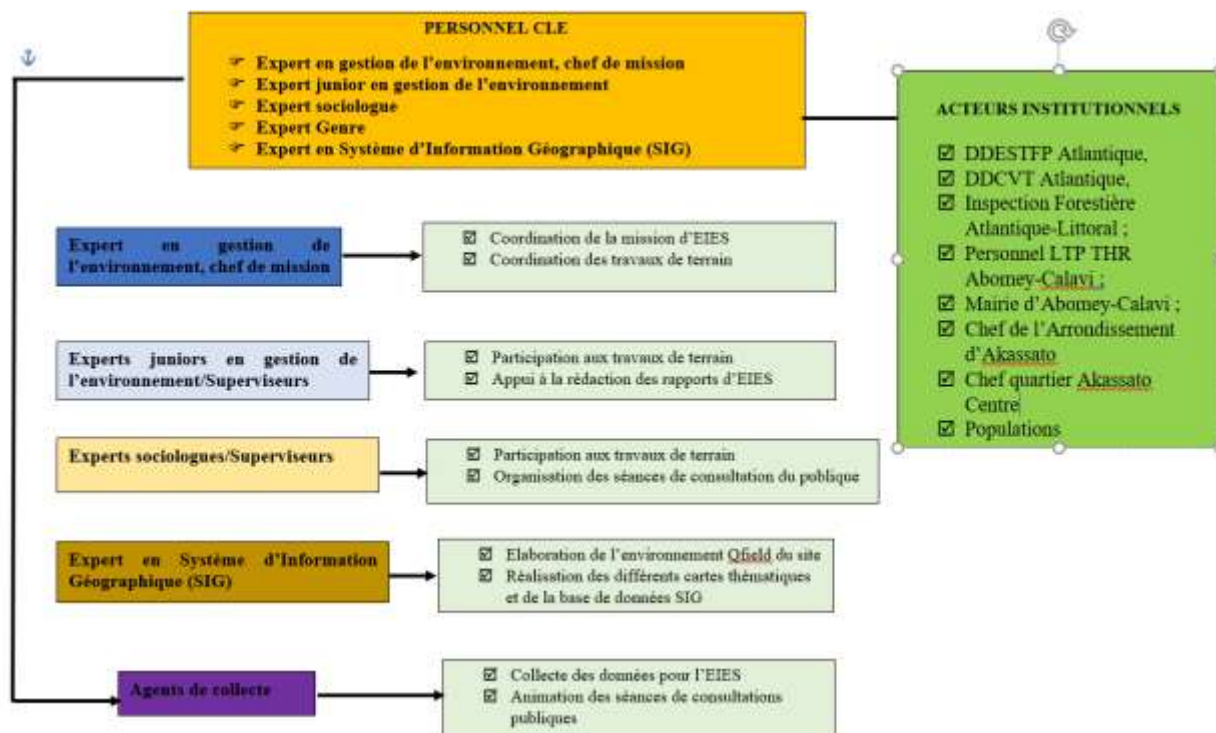 PERSONNEL CLE
Expert en gestion de l'environnement, chef de mission
Expert junior en gestion de l'environnement
Expert sociologue
Expert Genre
Expert en Système d'Information Géographique (SIG)
ACTEURS INSTITUTIONNELS
DDESTFP Atlantique,
DDCVT Atlantique,
Inspection Forestière
Atlantique-Littoral ;
Personnel LTP THR
Abomey-Calavi ;
Mairie d'Abomey-Calavi ;
Chef de l'Arrondissement
d'Akassato
Chef quartier Akassato
Centre
Populations
Expert en gestion de
l'environnement, chef de mission
Coordination de la mission d'EIES
Coordination des travaux de terrain
Experts juniors en gestion de
l'environnement/Superviseurs
Participation aux travaux de terrain
Appui à la rédaction des rapports d'EIES
Experts sociologues/Superviseurs
Participation aux travaux de terrain
Organisation des séances de consultation du publique
Expert en Système d'Information
Géographique (SIG)
Elaboration de l'environnement Qfield du site
Réalisation des différents cartes thématiques
et de la base de données SIG
Agents de collecte
Collecte des données pour l'EIES
Animation des séances de consultations
publiques